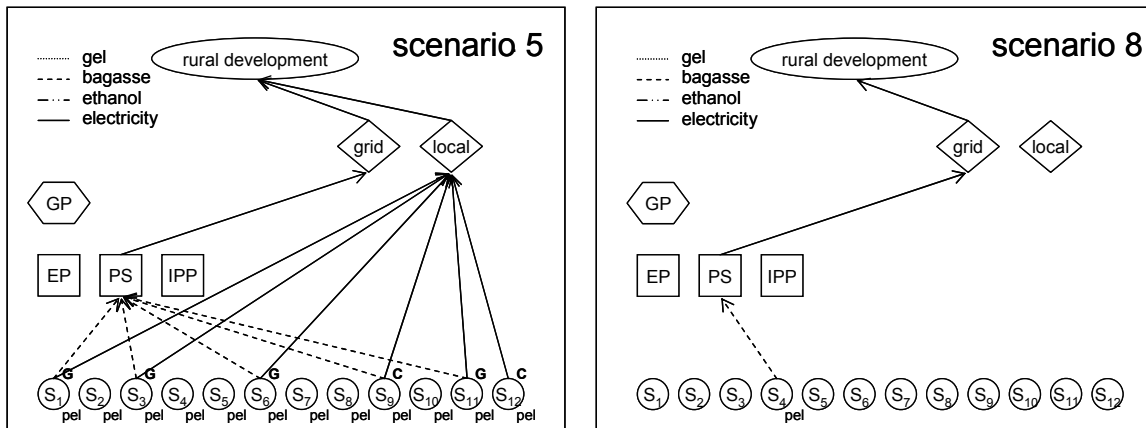 scenario 5
rural development
gel
bagasse
ethanol
electricity
grid
local
GP
EP PS IPP
G G G C G C
S1 S2 S3 S4 S5 S6 S7 S8 S9 S10 S11 S12
pel pel pel pel pel pel pel pel pel pel pel pel
scenario 8
rural development
gel
bagasse
ethanol
electricity
grid
local
GP
EP PS IPP
S1 S2 S3 S4 S5 S6 S7 S8 S9 S10 S11 S12
pel